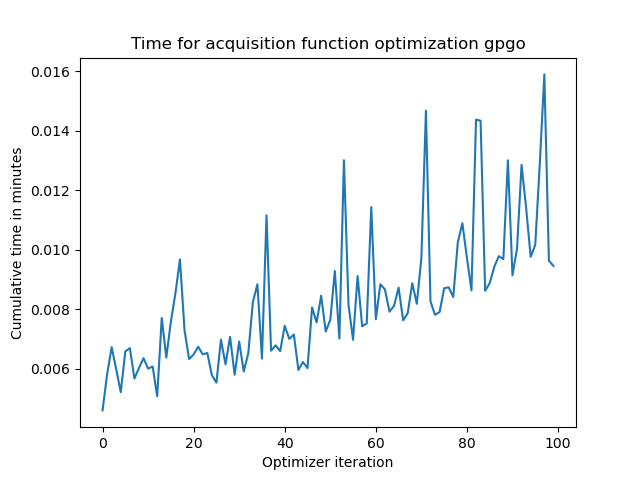 Time for acquisition function optimization gpgo
0.016
0.014
0.012
0.010
0.008
0.006
Cumulative time in minutes
0 20 40 60 80 100
Optimizer iteration